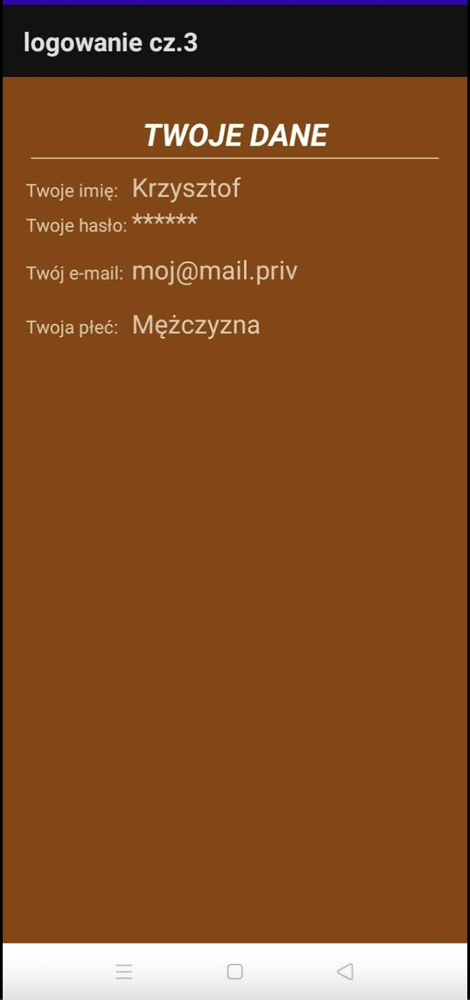 logowanie cz.3
TWOJE DANE
Twoje imię: Krzysztof
Twoje hasło: ******
Twój e-mail: moj@mail.priv
Twoja płeć: Mężczyzna